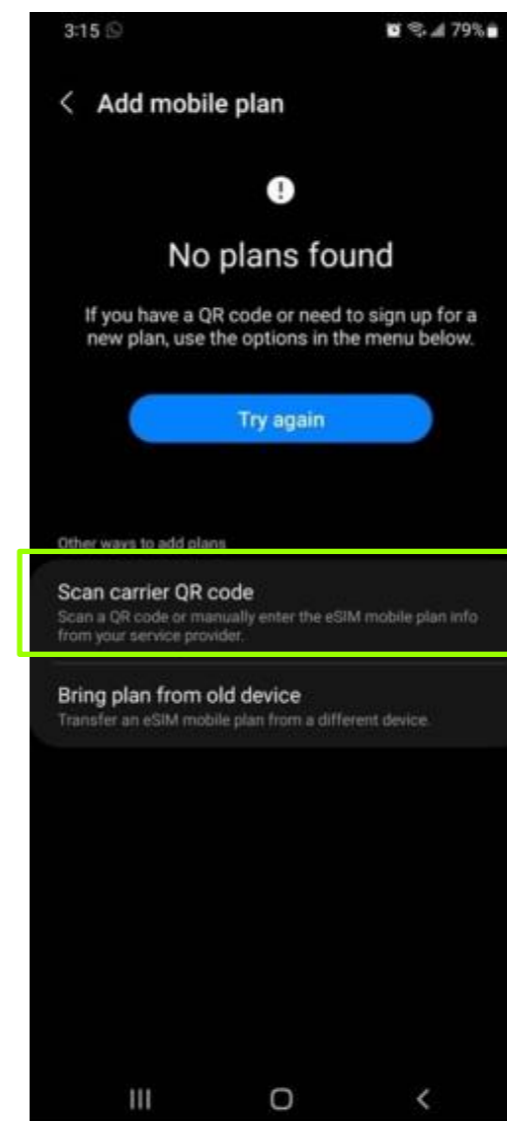 3:15 79%
Add mobile plan
No plans found
If you have a QR code or need to sign up for a
new plan, use the options in the menu below.
Try again
Other ways to add plans
Scan carrier QR code
Scan a QR code or manually enter the eSIM mobile plan info
from your service provider.
Bring plan from old device
Transfer an eSIM mobile plan from a different device.